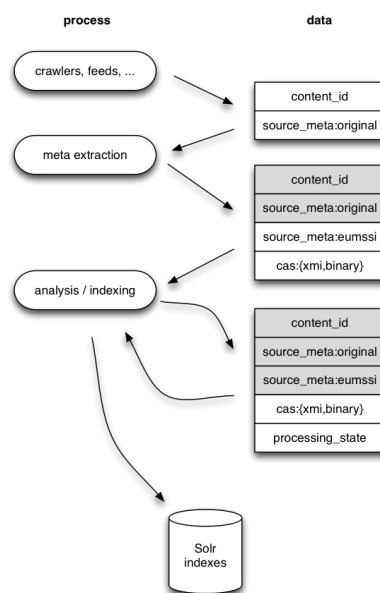 process
data
crawlers, feeds, ...
content_id
source_meta:original
meta extraction
content_id
source_meta:original
source_meta:eumssi
cas:{xmi,binary}
analysis / indexing
content_id
source_meta:original
source_meta:eumssi
cas:{xmi,binary}
processing_state
Solr
indexes